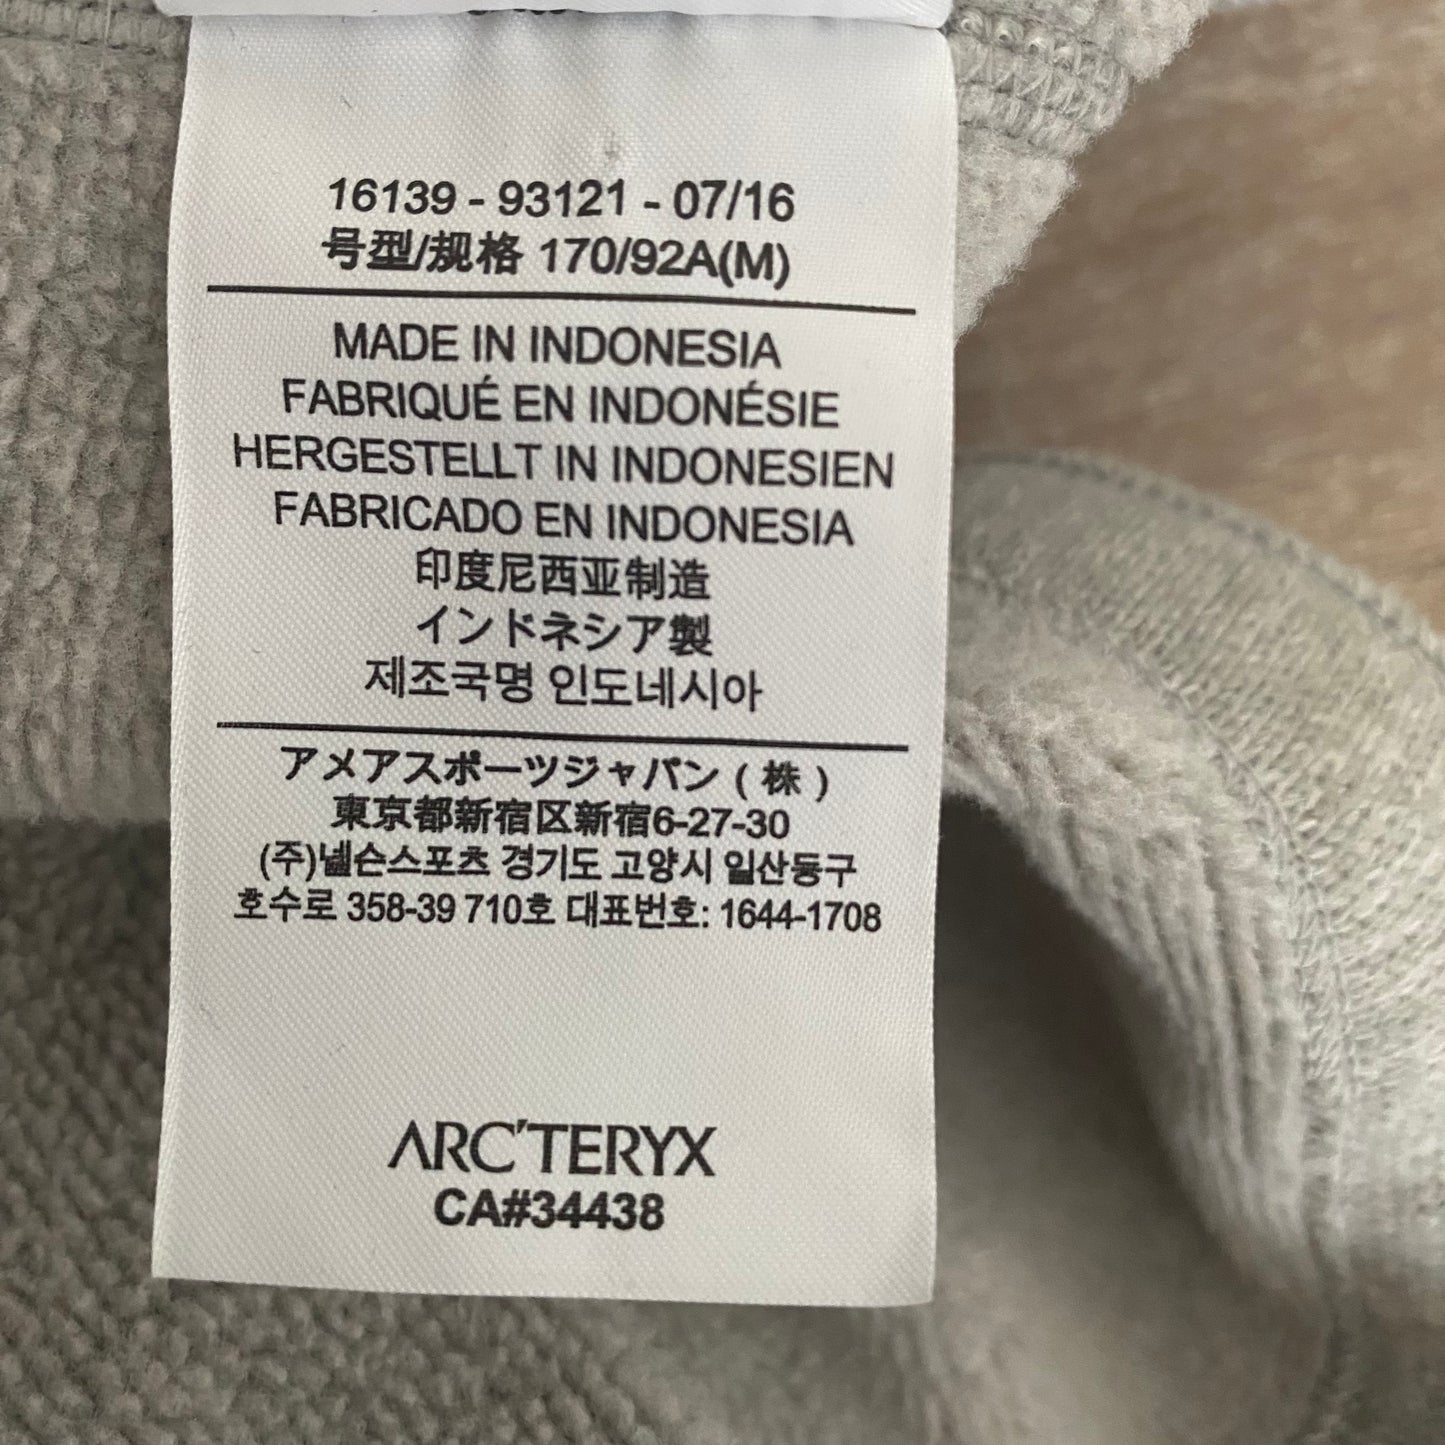 16139 - 93121 - 07/16
号型/规格 170/92A(M)
MADE IN INDONESIA
FABRIQUÉ EN INDONÉSIE
HERGESTELLT IN INDONESIEN
FABRICADO EN INDONESIA
印度尼西亚制造
インドネシア製
제조국명 인도네시아
アメアスポーツジャパン ( 株 )
東京都新宿区新宿6-27-30
(주)넬슨스포츠 경기도 고양시 일산동구
호수로 358-39 710호 대표번호: 1644-1708
ARC'TERYX
CA#34438